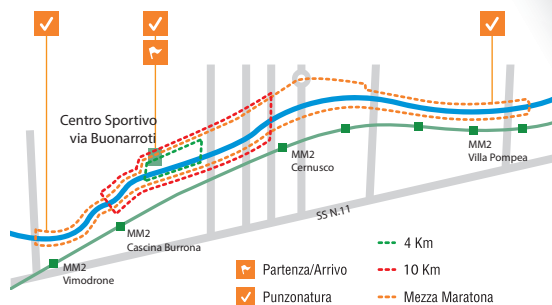 Centro Sportivo
via Buonarroti
MM2
Cernusco
MM2
Villa Pompea
SS N.11
MM2
Cascina Burrona
MM2
Vimodrone
4 Km
Partenza/Arrivo
10 Km
Punzonatura
Mezza Maratona